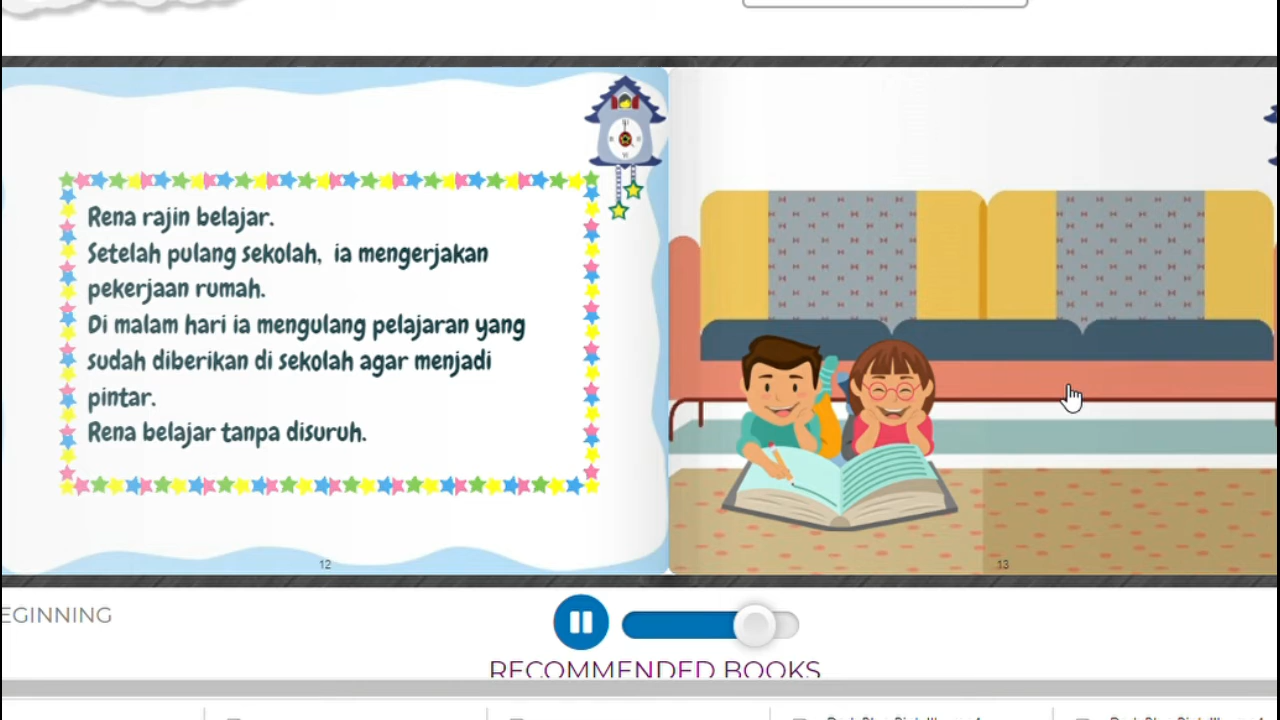 Rena rajin belajar.
Setelah pulang sekolah, ia mengerjakan
pekerjaan rumah.
Di malam hari ia mengulang pelajaran yang
sudah diberikan di sekolah agar menjadi
pintar.
Rena belajar tanpa disuruh.
12
13
EGINNING
RECOMMENDED BOOKS